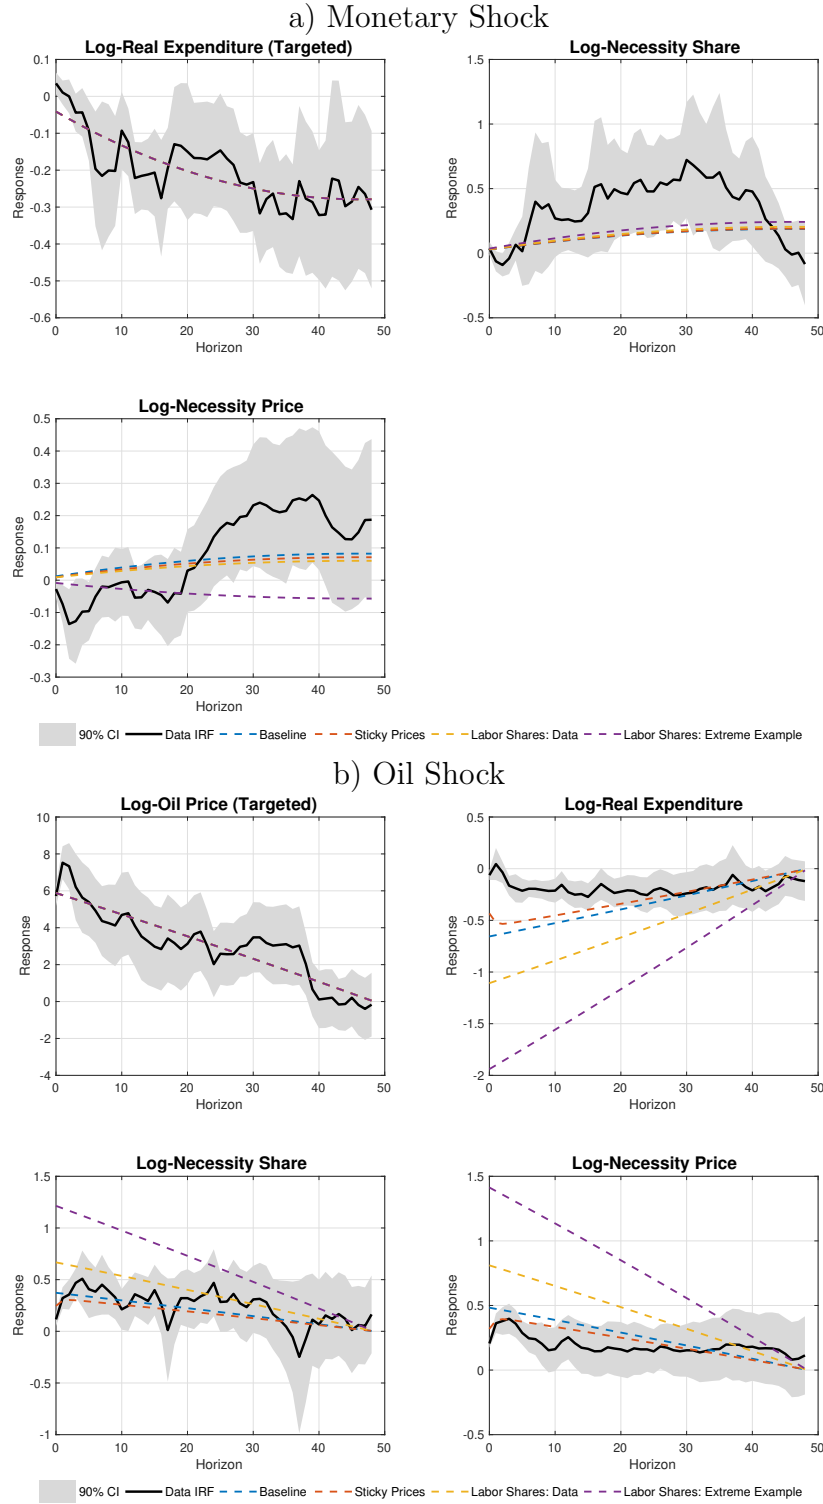 a) Monetary Shock
Log-Real Expenditure (Targeted)
0.1
0
-0.1
-0.2
-0.3
-0.4
-0.5
-0.6
Response
0 10 20 30 40 50
Horizon
Log-Necessity Share
1.5
1
0.5
0
-0.5
Response
0 10 20 30 40 50
Horizon
Log-Necessity Price
0.5
0.4
0.3
0.2
0.1
0
-0.1
-0.2
-0.3
Response
0 10 20 30 40 50
Horizon
90% CI Data IRF Baseline Sticky Prices Labor Shares: Data Labor Shares: Extreme Example
b) Oil Shock
Log-Oil Price (Targeted)
10
8
6
4
2
0
-2
-4
Response
0 10 20 30 40 50
Horizon
Log-Real Expenditure
0.5
0
-0.5
-1
-1.5
-2
Response
0 10 20 30 40 50
Horizon
Log-Necessity Share
1.5
1
0.5
0
-0.5
-1
Response
0 10 20 30 40 50
Horizon
Log-Necessity Price
1.5
1
0.5
0
-0.5
Response
0 10 20 30 40 50
Horizon
90% CI Data IRF Baseline Sticky Prices Labor Shares: Data Labor Shares: Extreme Example